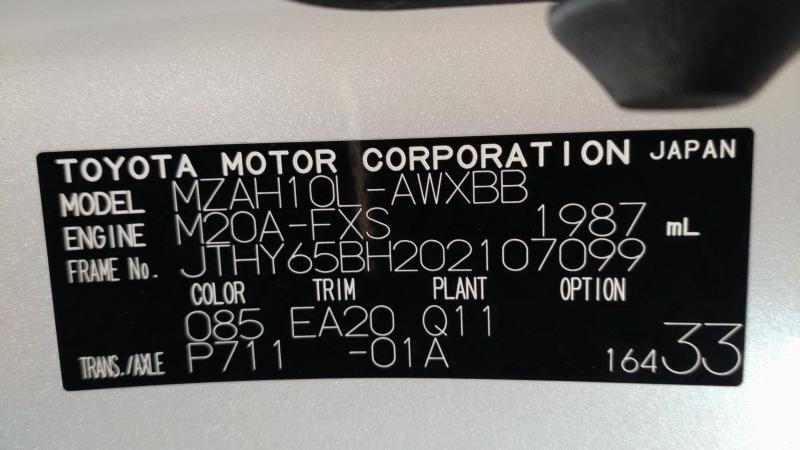 TOYOTA MOTOR CORPORATION JAPAN
MODEL MZAH10L-AWXBB
ENGINE M20A-FXS 1987 mL
FRAME No. JTHY65BH202107099
COLOR TRIM PLANT OPTION
085 EA20 Q11
TRANS./AXLE P711 -01A 16433